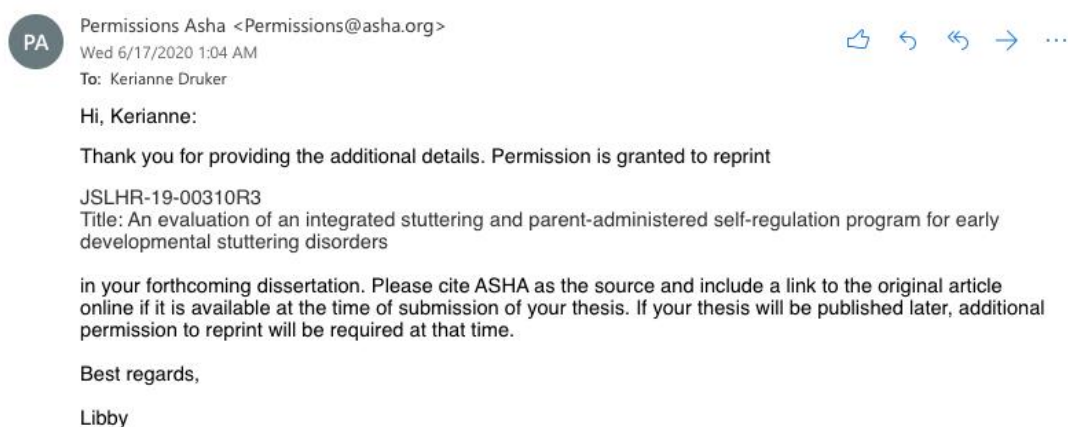 PA
Permissions Asha <Permissions@asha.org>
Wed 6/17/2020 1:04 AM
To: Kerianne Druker
Hi, Kerianne:
Thank you for providing the additional details. Permission is granted to reprint
JSLHR-19-00310R3
Title: An evaluation of an integrated stuttering and parent-administered self-regulation program for early
developmental stuttering disorders
in your forthcoming dissertation. Please cite ASHA as the source and include a link to the original article
online if it is available at the time of submission of your thesis. If your thesis will be published later, additional
permission to reprint will be required at that time.
Best regards,
Libby